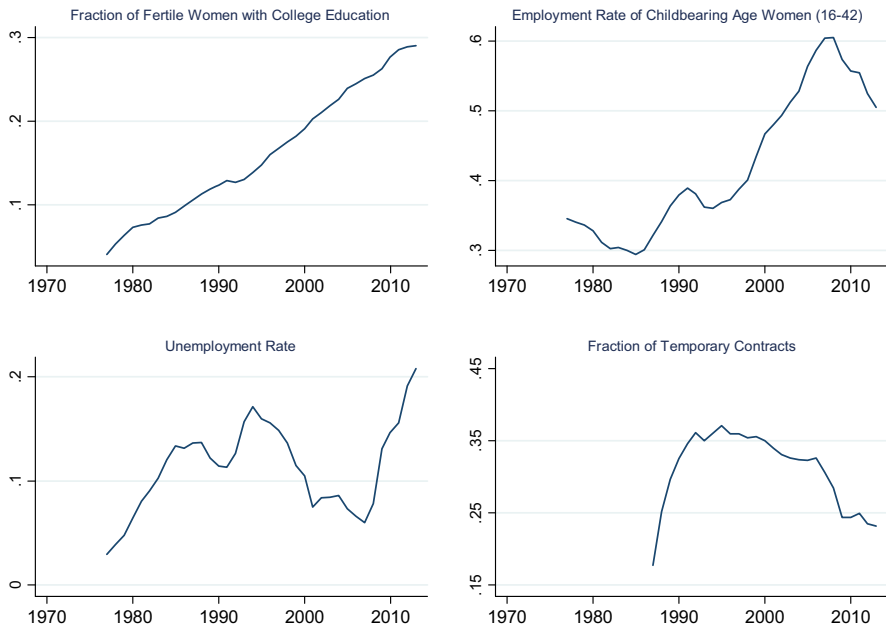 Fraction of Fertile Women with College Education
.3
.2
.1
1970 1980 1990 2000 2010
Employment Rate of Childbearing Age Women (16-42)
.6
.5
.4
.3
1970 1980 1990 2000 2010
Unemployment Rate
.2
.1
0
1970 1980 1990 2000 2010
Fraction of Temporary Contracts
.45
.35
.25
.15
1970 1980 1990 2000 2010